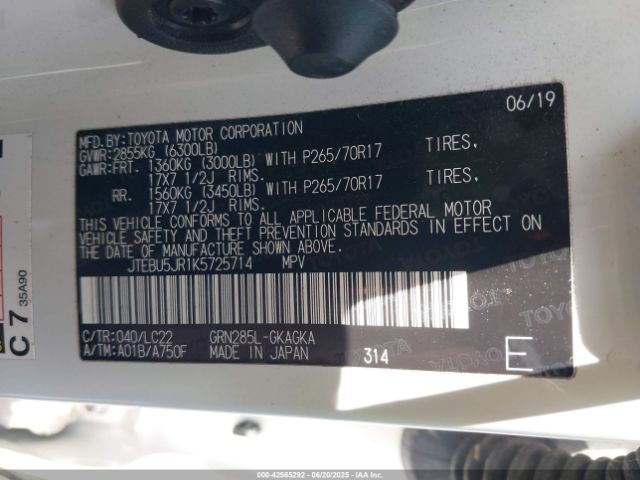 06/19
MFD.BY:TOYOTA MOTOR CORPORATION
GVWR:2855KG (6300LB)
GAWR:FRT. 1360KG (3000LB) WITH P265/70R17 TIRES,
17X7 1/2J RIMS.
RR. 1560KG (3450LB) WITH P265/70R17 TIRES,
17X7 1/2J RIMS.
THIS VEHICLE CONFORMS TO ALL APPLICABLE FEDERAL MOTOR
VEHICLE SAFETY AND THEFT PREVENTION STANDARDS IN EFFECT ON
THE DATE OF MANUFACTURE SHOWN ABOVE.
JTEBU5JR1K5725714 MPV
C/TR:040/LC22 GRN285L-GKAGKA
A/TM:A01B/A750F MADE IN JAPAN 314 E
C 7 35A90
TOYOTA
000-42565292 - 06/20/2025 - IAAI.COM